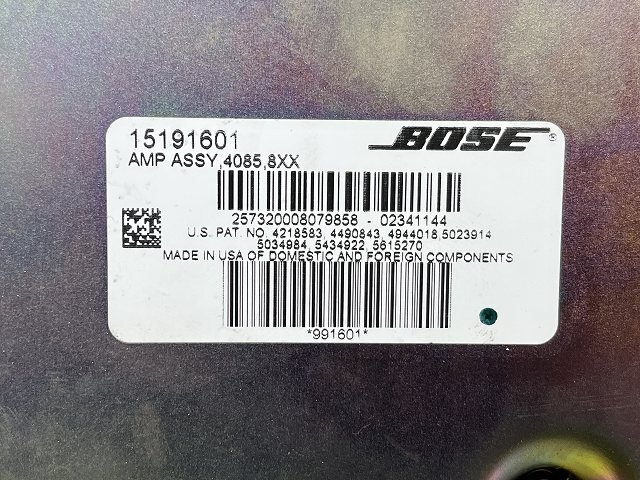 15191601
BOSE®
AMP ASSY,4085,8XX
257320008079858 - 02341144
U.S. PAT. NO. 4218583, 4490843, 4944018,5023914
5034984, 5434922, 5615270
MADE IN USA OF DOMESTIC AND FOREIGN COMPONENTS
*991601*